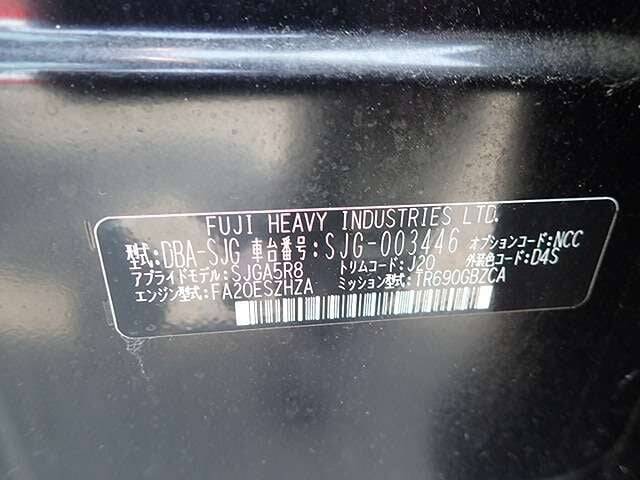 FUJI HEAVY INDUSTRIES LTD.
型式:DBA-SJG 車台番号:SJG-003446 オプションコード:NCC
アプライドモデル:SJGA5R8 トリムコード:J20 外装色コード:D4S
エンジン型式:FA20ESZHZA ミッション型式:TR690GBZCA